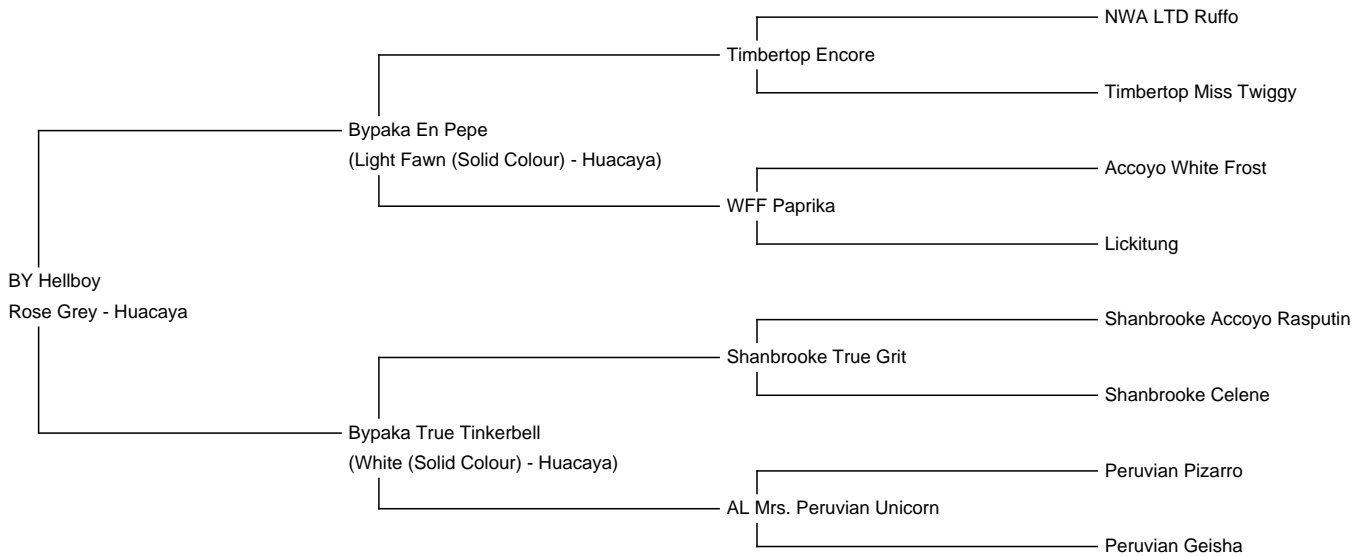 NWA LTD Ruffo
Timbertop Encore
Timbertop Miss Twiggy
Bypaka En Pepe
(Light Fawn (Solid Colour) - Huacaya)
Accoyo White Frost
WFF Paprika
Lickitung
BY Hellboy
Rose Grey - Huacaya
Shanbrooke Accoyo Rasputin
Shanbrooke True Grit
Shanbrooke Celene
Bypaka True Tinkerbell
(White (Solid Colour) - Huacaya)
Peruvian Pizarro
AL Mrs. Peruvian Unicorn
Peruvian Geisha